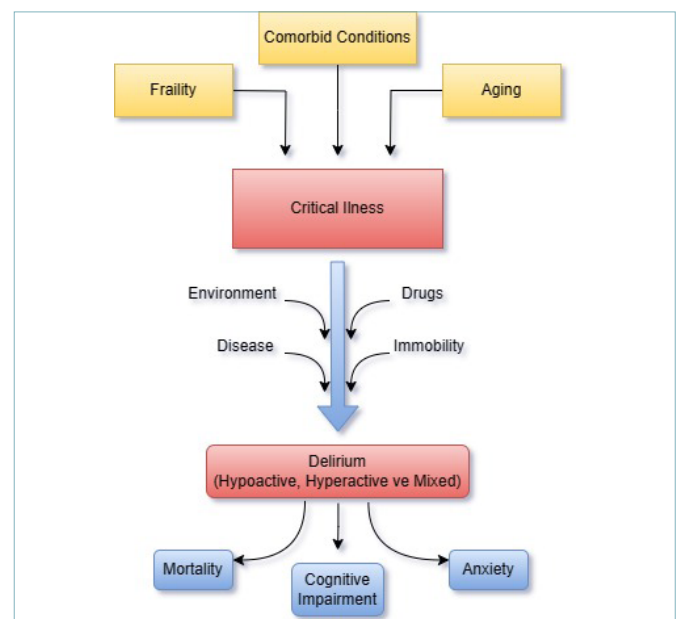 Comorbid Conditions
Fraility
Aging
Critical Ilness
Environment
Drugs
Disease
Immobility
Delirium
(Hypoactive, Hyperactive ve Mixed)
Mortality
Cognitive
Impairment
Anxiety